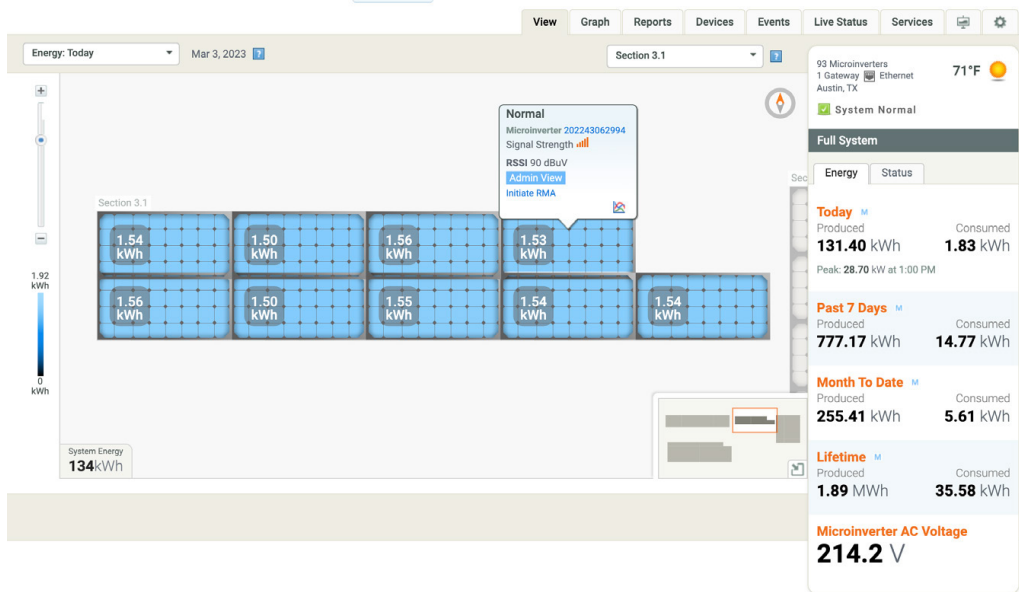 View Graph Reports Devices Events Live Status Services
Energy: Today Mar 3, 2023 ? Section 3.1 ?
93 Microinverters
1 Gateway Ethernet
Austin, TX
71°F
System Normal
Full System
Energy Status
Today M
Produced Consumed
131.40 kWh 1.83 kWh
Peak: 28.70 kW at 1:00 PM
Past 7 Days M
Produced Consumed
777.17 kWh 14.77 kWh
Month To Date M
Produced Consumed
255.41 kWh 5.61 kWh
Lifetime M
Produced Consumed
1.89 MWh 35.58 kWh
Microinverter AC Voltage
214.2 V
Normal
Microinverter 202243062994
Signal Strength
RSSI 90 dBuV
Admin View
Initiate RMA
Section 3.1
Sec
1.54 kWh
1.50 kWh
1.56 kWh
1.53 kWh
1.56 kWh
1.50 kWh
1.55 kWh
1.54 kWh
1.54 kWh
1.92
kWh
0
kWh
System Energy
134kWh